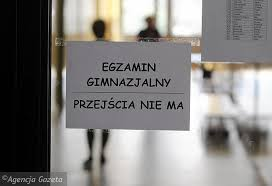 EGZAMIN
GIMNAZJALNY
PRZEJŚCIA NIE MA
©Agencja Gazeta